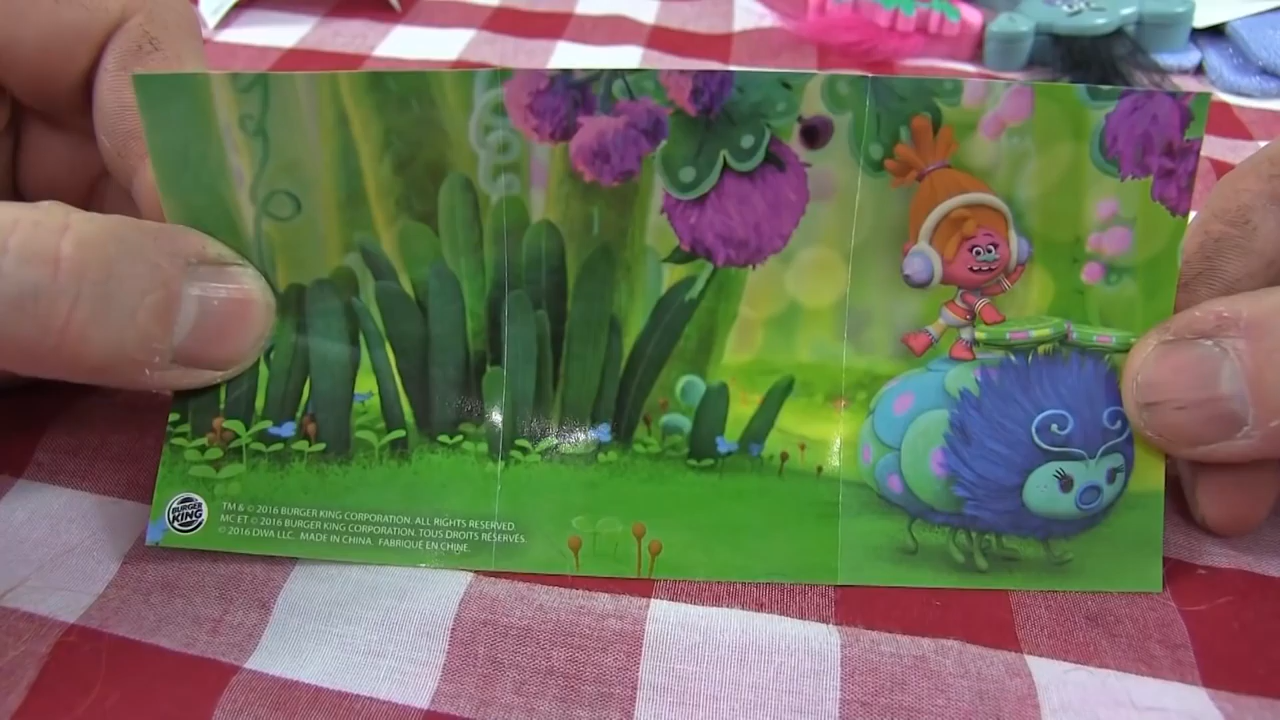 BURGER
KING
TM & © 2016 BURGER KING CORPORATION. ALL RIGHTS RESERVED.
MC ET © 2016 BURGER KING CORPORATION. TOUS DROITS RÉSERVÉS.
© 2016 DWA LLC. MADE IN CHINA. FABRIQUÉ EN CHINE.